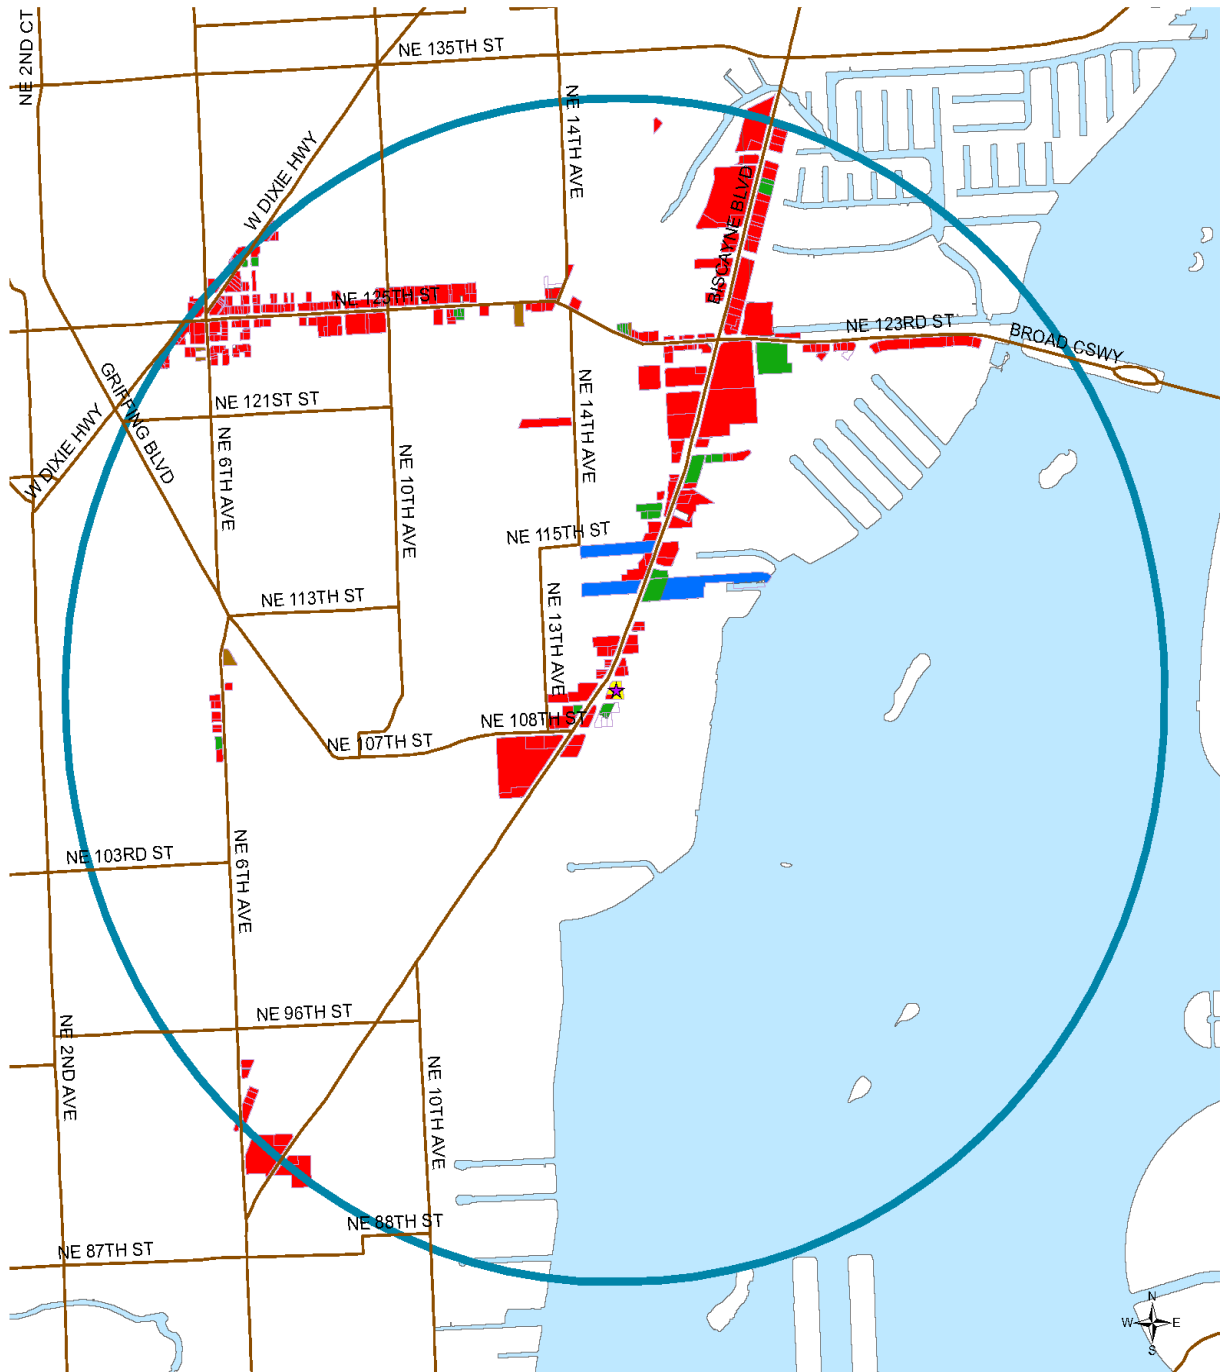 NE 2ND CT
NE 135TH ST
NE 14TH AVE
W DIXIE HWY
BISCAYNE BLVD
NE 125TH ST
NE 123RD ST
BROAD CSWY
GRIFFING BLVD
NE 121ST ST
NE 14TH AVE
W DIXIE HWY
NE 6TH AVE
NE 10TH AVE
NE 115TH ST
NE 113TH ST
NE 13TH AVE
NE 108TH ST
NE 107TH ST
NE 103RD ST
NE 6TH AVE
NE 96TH ST
NE 2ND AVE
NE 10TH AVE
NE 88TH ST
NE 87TH ST
N
W E
S